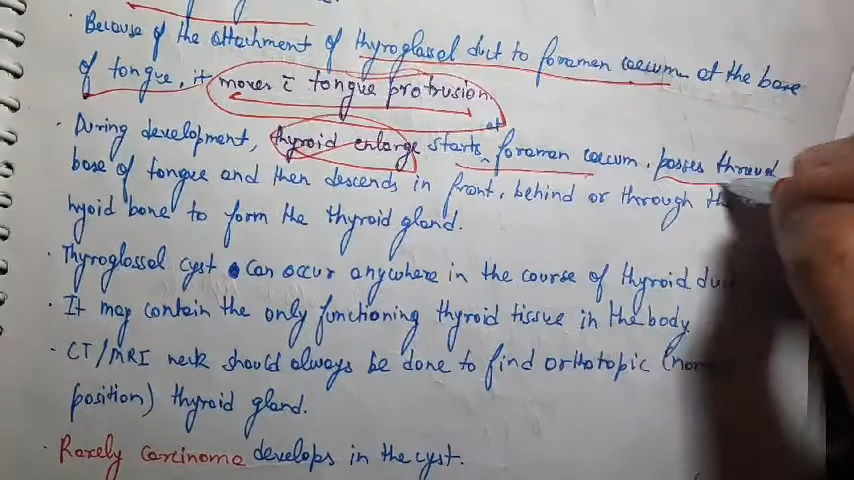 · Because of the attachment of thyroglossal duct to foramen caecum at the base
of tongue, it moves c̄ tongue protrusion.
· During development, thyroid enlarge starts at foramen cecum. passes through
base of tongue and then descends in front, behind or through
hyoid bone to form the thyroid gland.
· Thyroglossal cyst can occur anywhere in the course of thyroid
· It may contain the only functioning thyroid tissue in the body
· CT/MRI neck should always be done to find orthotopic
position) thyroid gland.
· Rarely carcinoma develops in the cyst.